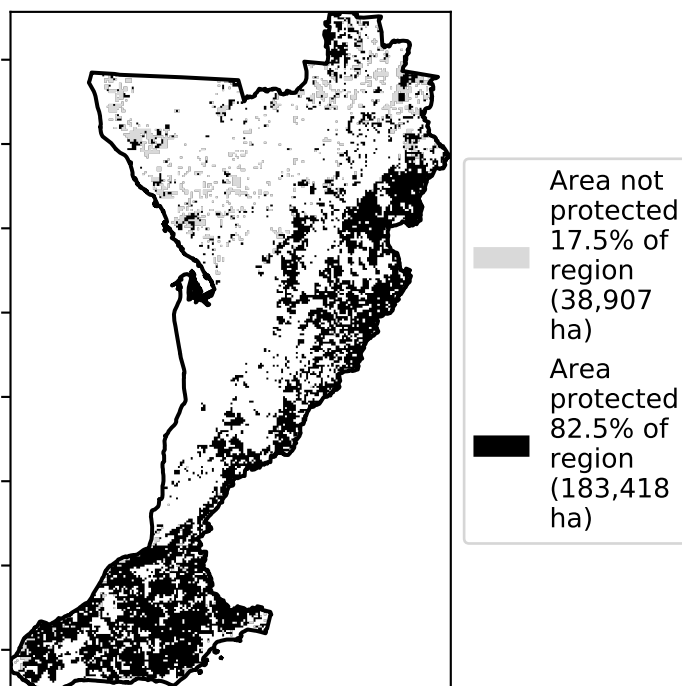 Area not
protected
17.5% of
region
(38,907
ha)
Area
protected
82.5% of
region
(183,418
ha)